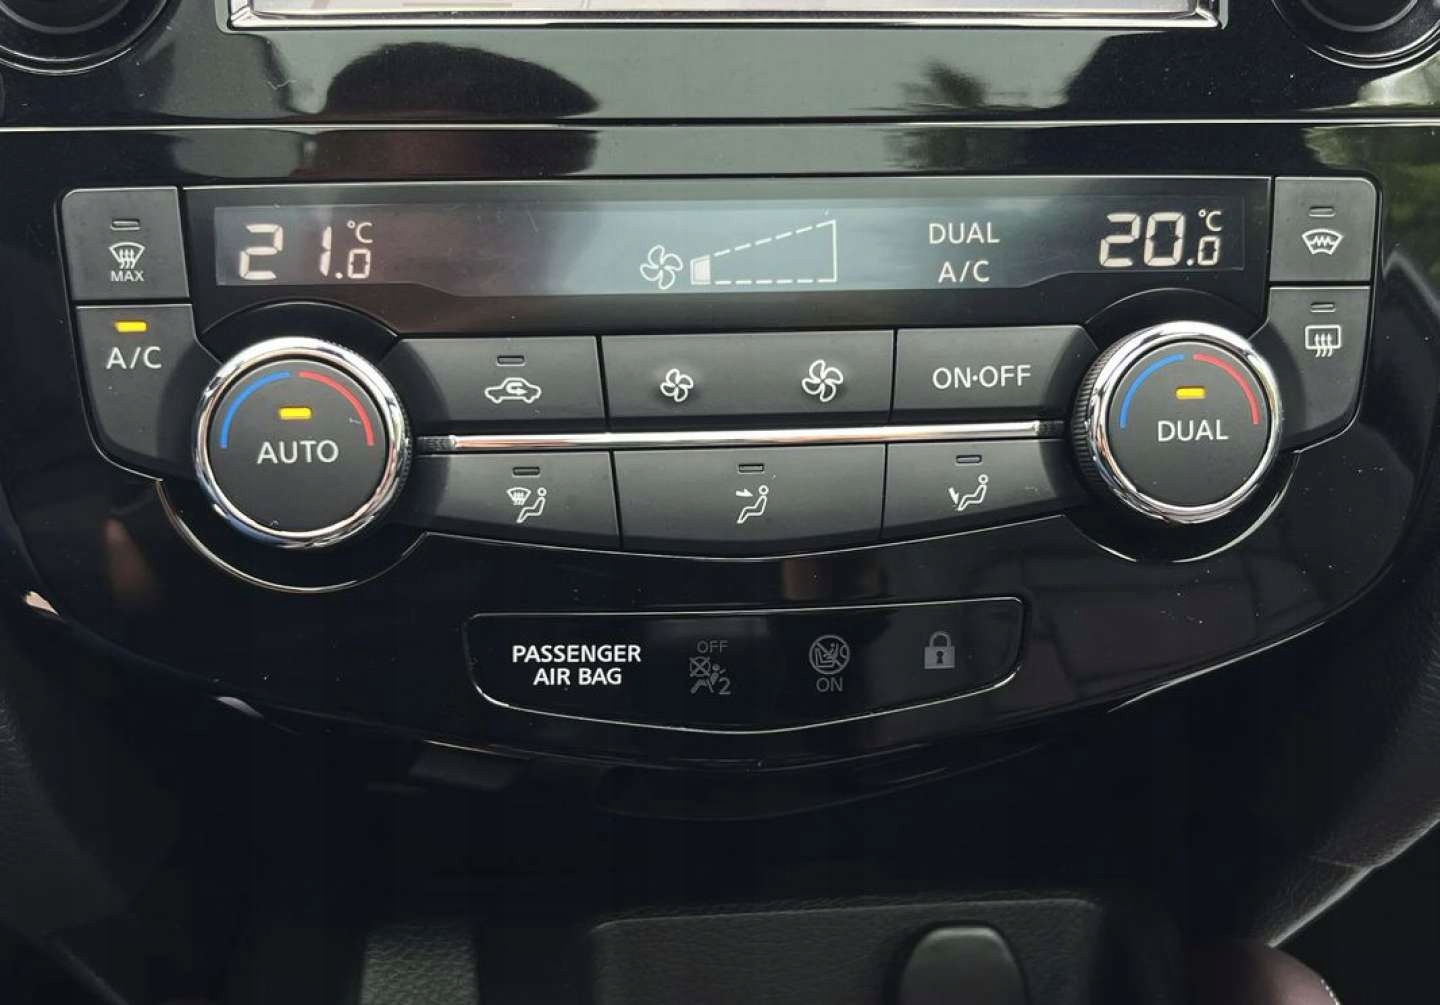 MAX
21.0 °C
DUAL
A/C
20.0 °C
A/C
AUTO
ON·OFF
DUAL
PASSENGER
AIR BAG
OFF
2
ON